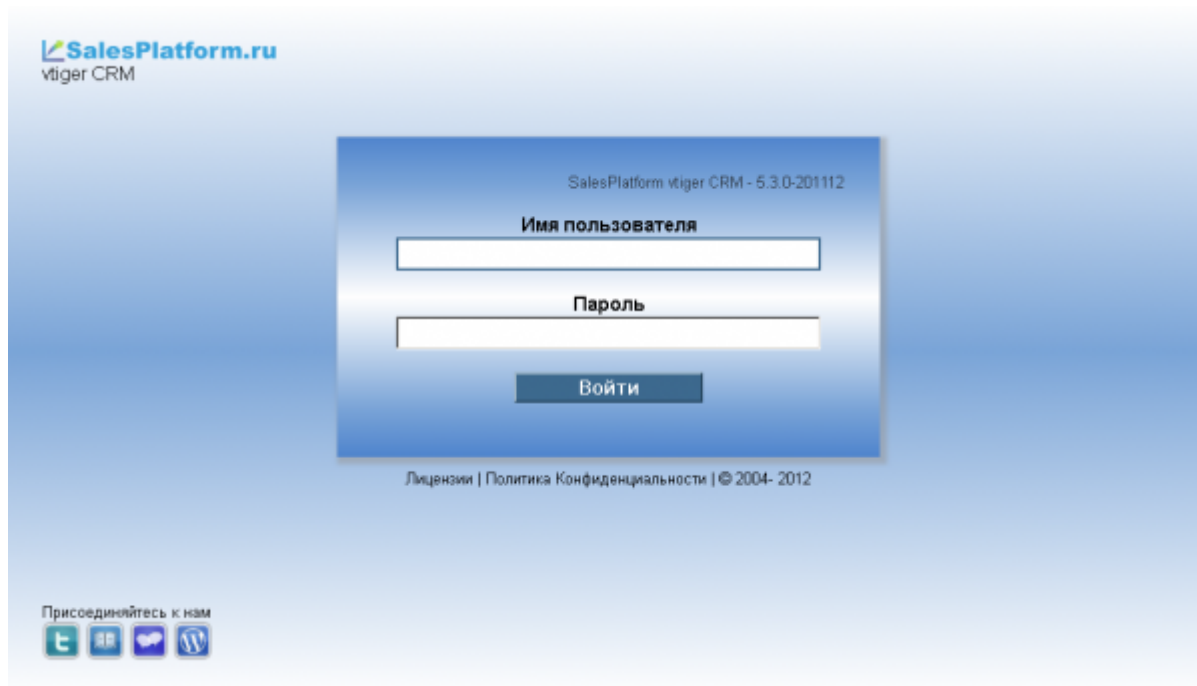 SalesPlatform.ru
vtiger CRM
SalesPlatform vtiger CRM - 5.3.0-201112
Имя пользователя
Пароль
Войти
Лицензии | Политика Конфиденциальности | © 2004- 2012
Присоединяйтесь к нам